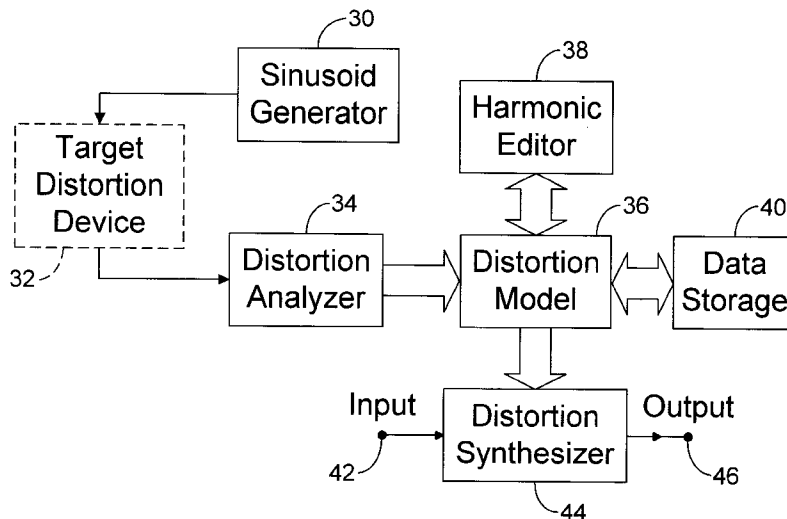 30
Sinusoid
Generator
38
Harmonic
Editor
Target
Distortion
Device
32
34
Distortion
Analyzer
36
Distortion
Model
40
Data
Storage
Input
42
Distortion
Synthesizer
44
Output
46